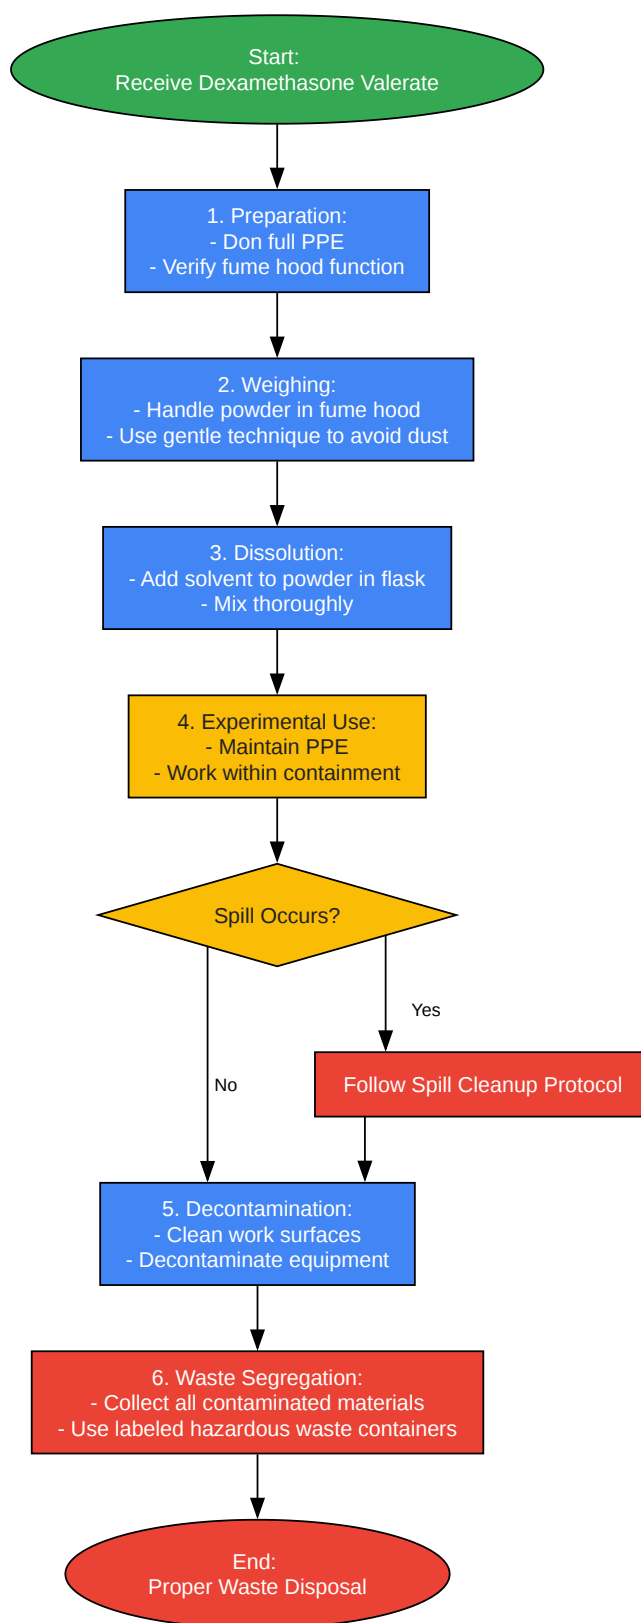 Start:
Receive Dexamethasone Valerate
1. Preparation:
- Don full PPE
- Verify fume hood function
2. Weighing:
- Handle powder in fume hood
- Use gentle technique to avoid dust
3. Dissolution:
- Add solvent to powder in flask
- Mix thoroughly
4. Experimental Use:
- Maintain PPE
- Work within containment
Spill Occurs?
Yes
Follow Spill Cleanup Protocol
No
5. Decontamination:
- Clean work surfaces
- Decontaminate equipment
6. Waste Segregation:
- Collect all contaminated materials
- Use labeled hazardous waste containers
End:
Proper Waste Disposal